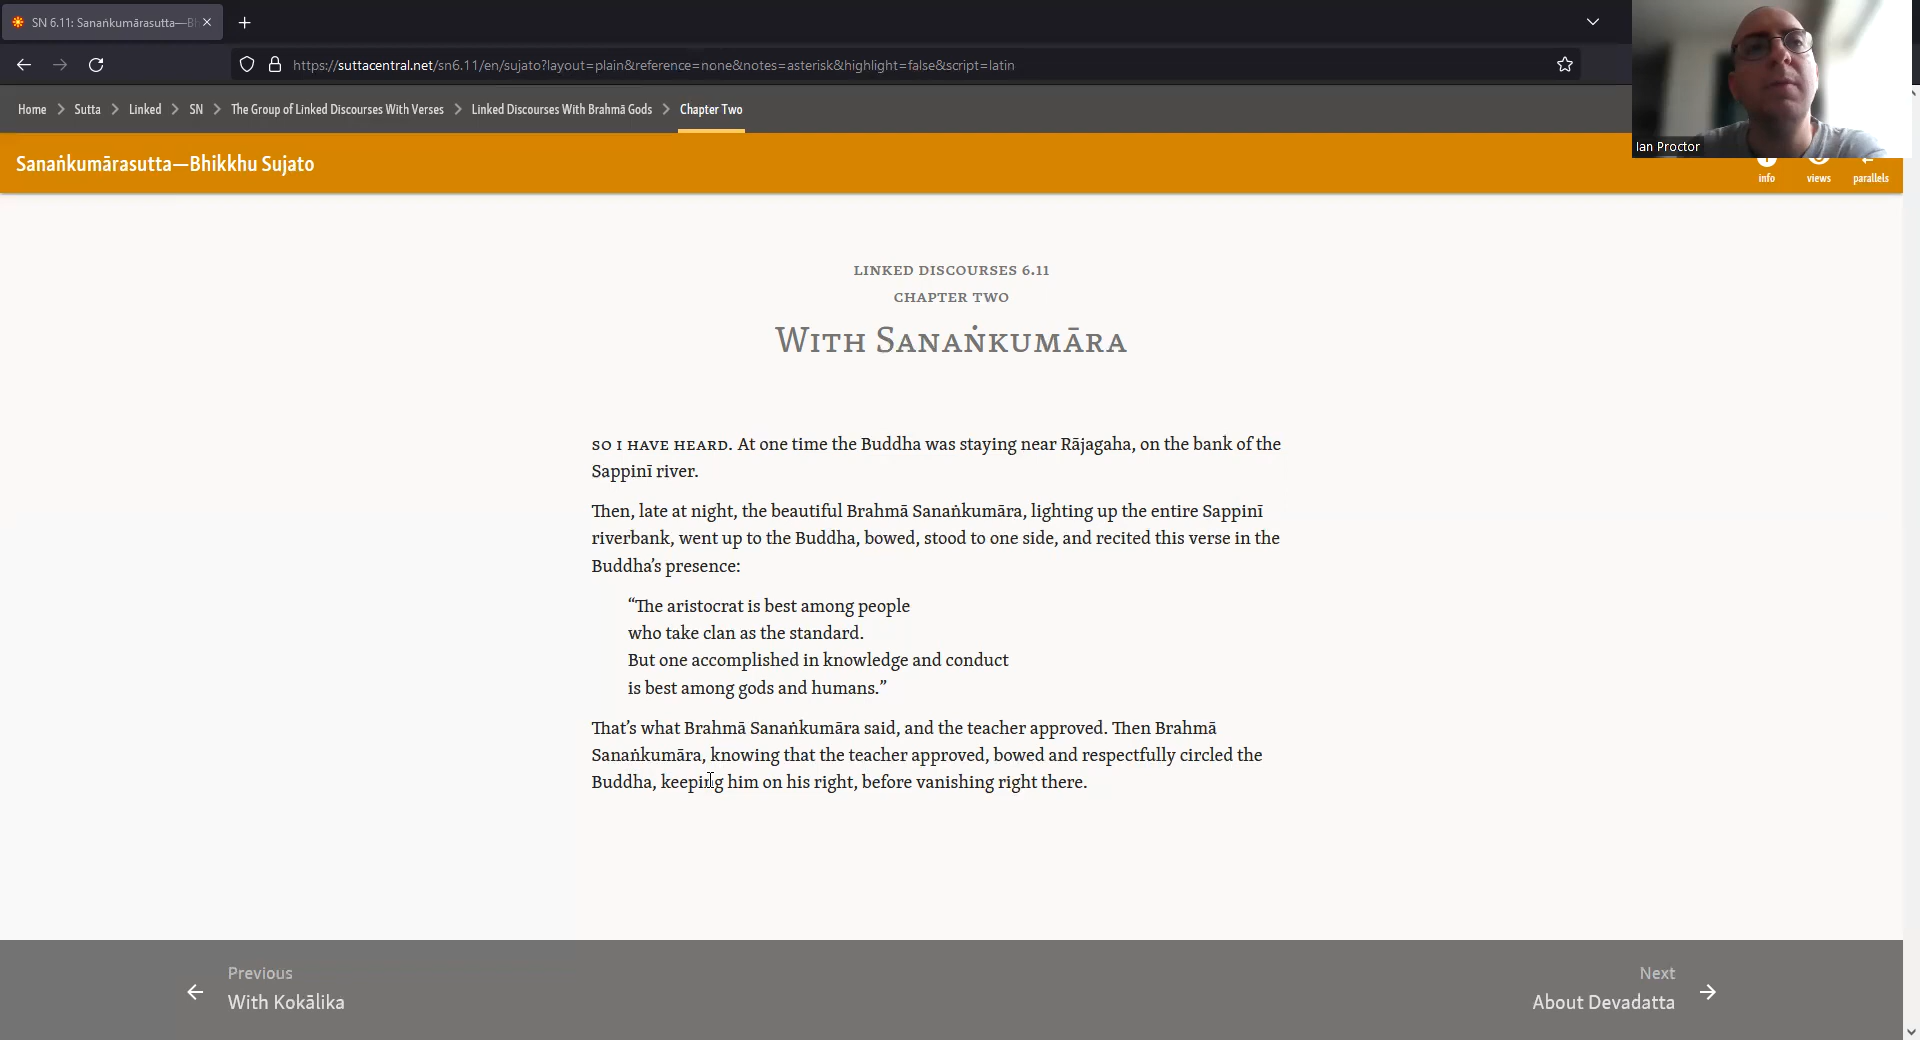 SN 6.11: Sanaṅkumārasutta—Bh
https://suttacentral.net/sn6.11/en/sujato?layout=plain&reference=none&notes=asterisk&highlight=false&script=latin
Home
Sutta
Linked
SN
The Group of Linked Discourses With Verses
Linked Discourses With Brahmā Gods
Chapter Two
Ian Proctor
Sanaṅkumārasutta—Bhikkhu Sujato
info
views
parallels
LINKED DISCOURSES 6.11
CHAPTER TWO
WITH SANAṄKUMĀRA
SO I HAVE HEARD. At one time the Buddha was staying near Rājagaha, on the bank of the
Sappinī river.
Then, late at night, the beautiful Brahmā Sanaṅkumāra, lighting up the entire Sappinī
riverbank, went up to the Buddha, bowed, stood to one side, and recited this verse in the
Buddha’s presence:
“The aristocrat is best among people
who take clan as the standard.
But one accomplished in knowledge and conduct
is best among gods and humans.”
That’s what Brahmā Sanaṅkumāra said, and the teacher approved. Then Brahmā
Sanaṅkumāra, knowing that the teacher approved, bowed and respectfully circled the
Buddha, keeping him on his right, before vanishing right there.
Previous
With Kokālika
Next
About Devadatta